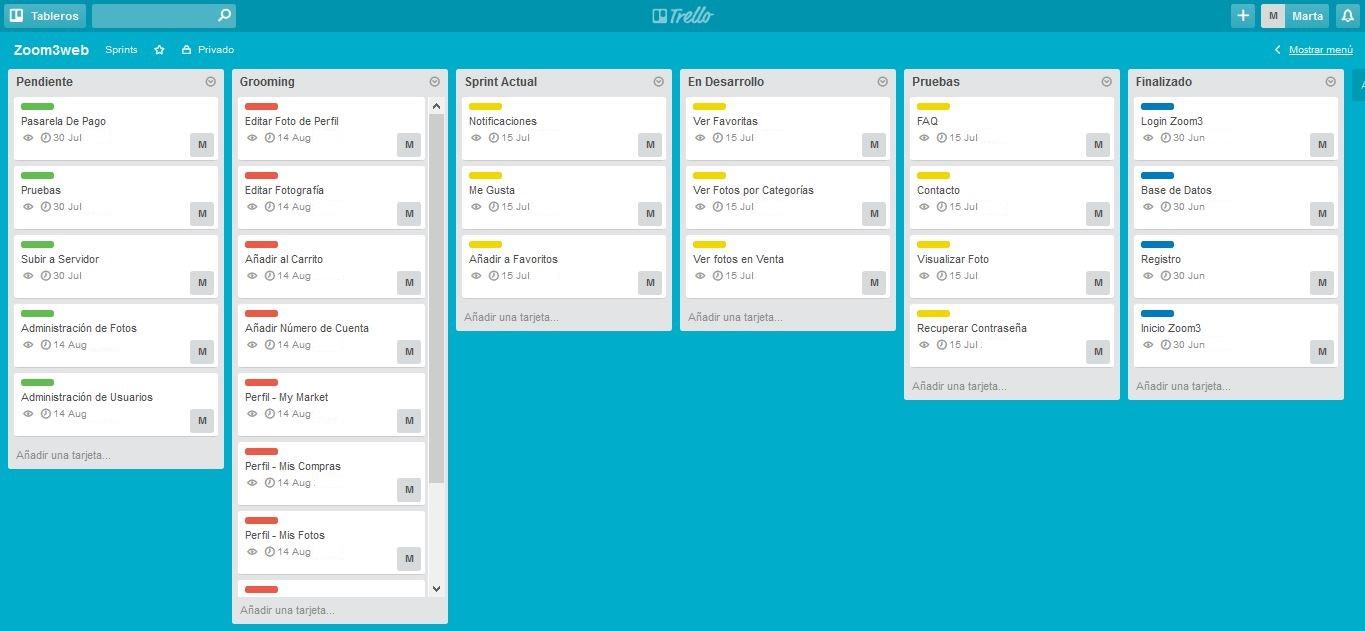 Tableros
Trello
+
M
Marta
Zoom3web
Sprints
Privado
Mostrar menú
Pendiente
Pasarela De Pago
30 Jul
M
Pruebas
30 Jul
M
Subir a Servidor
30 Jul
M
Administración de Fotos
14 Aug
M
Administración de Usuarios
14 Aug
M
Añadir una tarjeta...
Grooming
Editar Foto de Perfil
14 Aug
M
Editar Fotografía
14 Aug
M
Añadir al Carrito
14 Aug
M
Añadir Número de Cuenta
14 Aug
M
Perfil - My Market
14 Aug
M
Perfil - Mis Compras
14 Aug
M
Perfil - Mis Fotos
14 Aug
M
Añadir una tarjeta...
Sprint Actual
Notificaciones
15 Jul
M
Me Gusta
15 Jul
M
Añadir a Favoritos
15 Jul
M
Añadir una tarjeta...
En Desarrollo
Ver Favoritas
15 Jul
M
Ver Fotos por Categorías
15 Jul
M
Ver fotos en Venta
15 Jul
M
Añadir una tarjeta...
Pruebas
FAQ
15 Jul
M
Contacto
15 Jul
M
Visualizar Foto
15 Jul
M
Recuperar Contraseña
15 Jul
M
Añadir una tarjeta...
Finalizado
Login Zoom3
30 Jun
M
Base de Datos
30 Jun
M
Registro
30 Jun
M
Inicio Zoom3
30 Jun
M
Añadir una tarjeta...